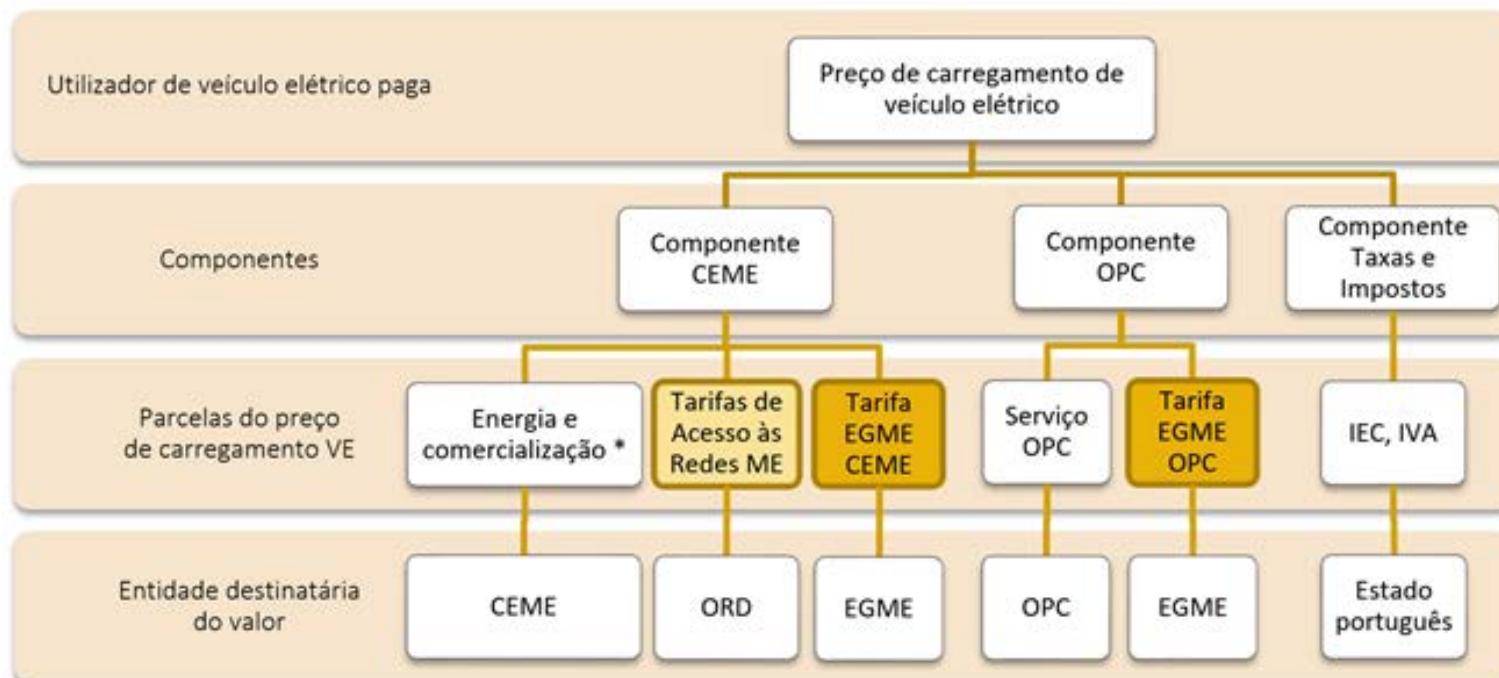 Utilizador de veículo elétrico paga
Preço de carregamento de
veículo elétrico
Componentes
Componente
CEME
Componente
OPC
Componente
Taxas e
Impostos
Parcelas do preço
de carregamento VE
Energia e
comercialização *
Tarifas de
Acesso às
Redes ME
Tarifa
EGME
CEME
Serviço
OPC
Tarifa
EGME
OPC
IEC, IVA
Entidade destinatária
do valor
CEME
ORD
EGME
OPC
EGME
Estado
português